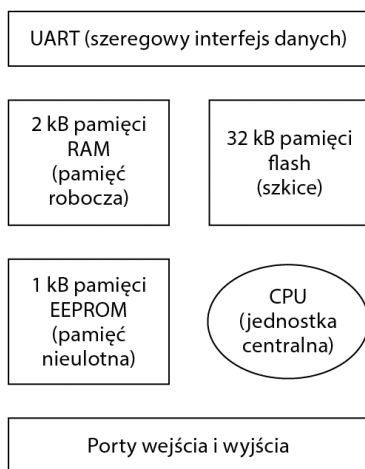 UART (szeregowy interfejs danych)
2 kB pamięci
RAM
(pamięć
robocza)
32 kB pamięci
flash
(szkice)
1 kB pamięci
EEPROM
(pamięć
nieulotna)
CPU
(jednostka
centralna)
Porty wejścia i wyjścia